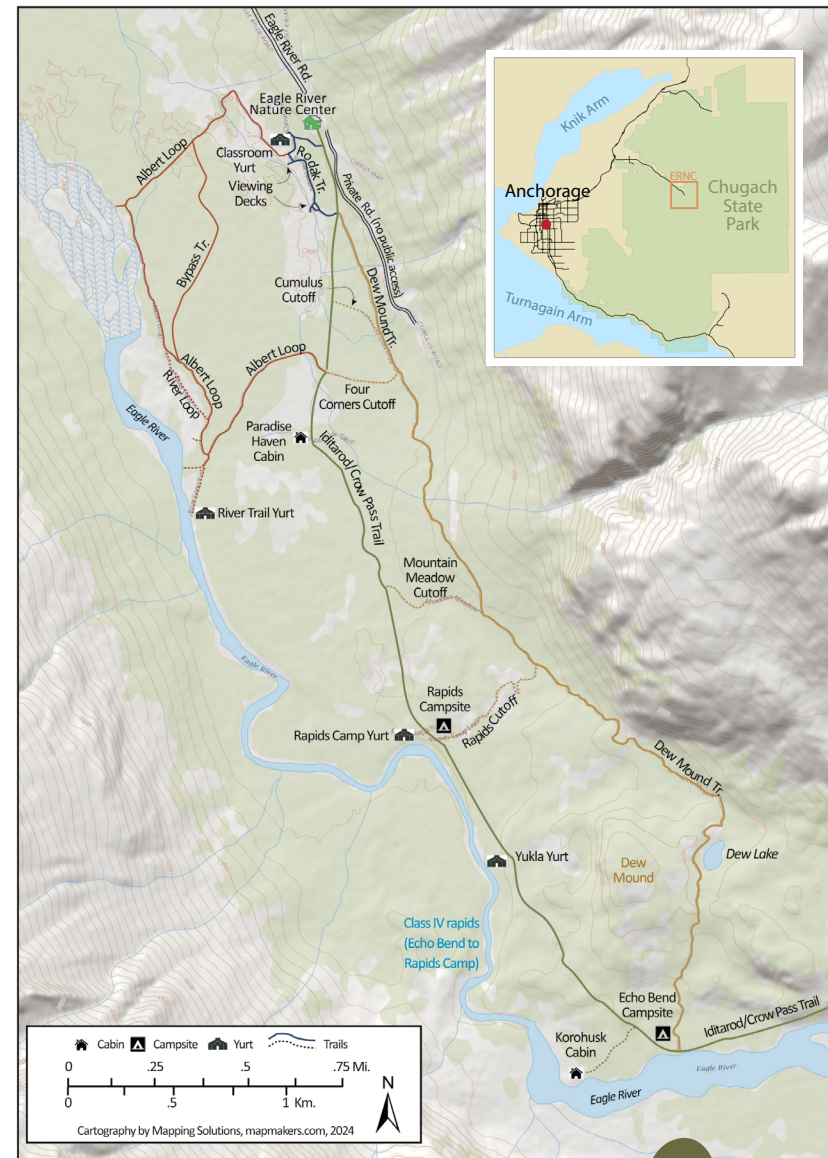 Eagle River Rd.
Eagle River
Nature Center
Classroom
Yurt
Rodak Tr.
Viewing
Decks
Private Rd. (no public access)
Albert Loop
Bypass Tr.
Cumulus
Cutoff
Dew Mound Tr.
CUMULUS ROAD
Albert Loop
Albert Loop
River Loop
Four
Corners Cutoff
Eagle River
Paradise
Haven
Cabin
Iditarod/Crow Pass Trail
River Trail Yurt
Mountain
Meadow
Cutoff
Eagle River
Rapids
Campsite
Rapids Camp Yurt
Rapids Cutoff
Dew Mound Tr.
Yukla Yurt
Dew
Mound
Dew Lake
Class IV rapids
(Echo Bend to
Rapids Camp)
Echo Bend
Campsite
Iditarod/Crow Pass Trail
Korohusk
Cabin
Eagle River
Eagle River
Knik Arm
Anchorage
ERNC
Chugach
State
Park
Turnagain Arm
Cabin Campsite Yurt Trails
0 .25 .5 .75 Mi.
0 .5 1 Km.
N
Cartography by Mapping Solutions, mapmakers.com, 2024